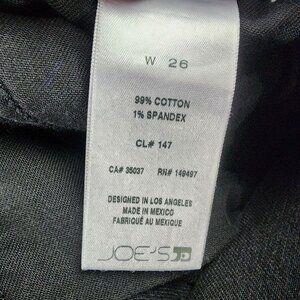 W 26
99% COTTON
1% SPANDEX
CL# 147
CA# 35037 RN# 149497
DESIGNED IN LOS ANGELES
MADE IN MEXICO
FABRIQUÉ AU MEXIQUE
JOE'S